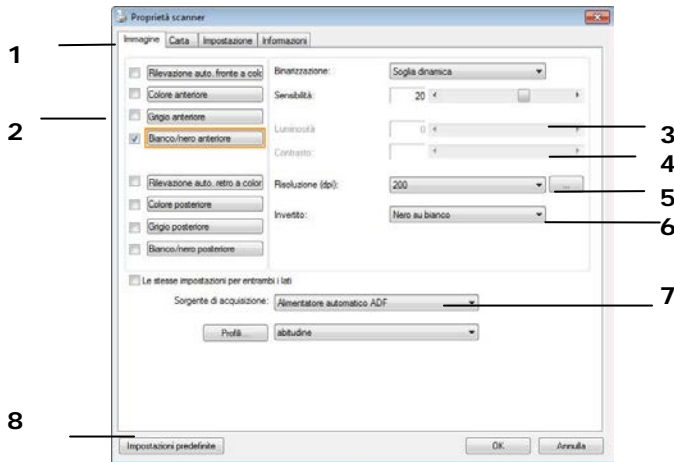 Proprietà scanner
Immagine Carta Impostazione Informazioni
1
Rilevazione auto. fronte a colo
Binarizzazione: Soglia dinamica
Colore anteriore
Sensibilità: 20
2
Grigio anteriore
Luminosità 0
3
Bianco/nero anteriore
Contrasto:
4
Rilevazione auto. retro a color
Risoluzione (dpi): 200 ...
5
Colore posteriore
Invertito: Nero su bianco
6
Grigio posteriore
Bianco/nero posteriore
Le stesse impostazioni per entrambi i lati
Sorgente di acquisizione: Alimentatore automatico ADF
7
Profili... abitudine
8
Impostazioni predefinite OK Annulla